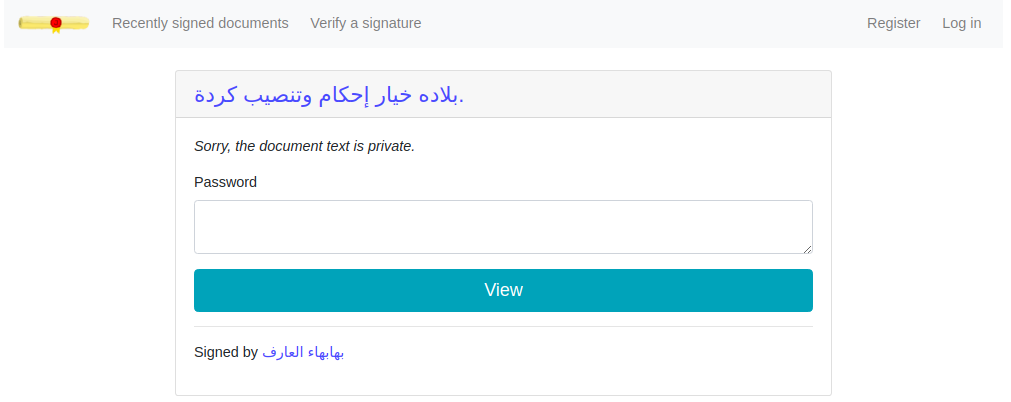 Recently signed documents Verify a signature Register Log in
بلاده خيار إحكام وتنصيب كردة.
Sorry, the document text is private.
Password
View
Signed by بهابهاء العارف